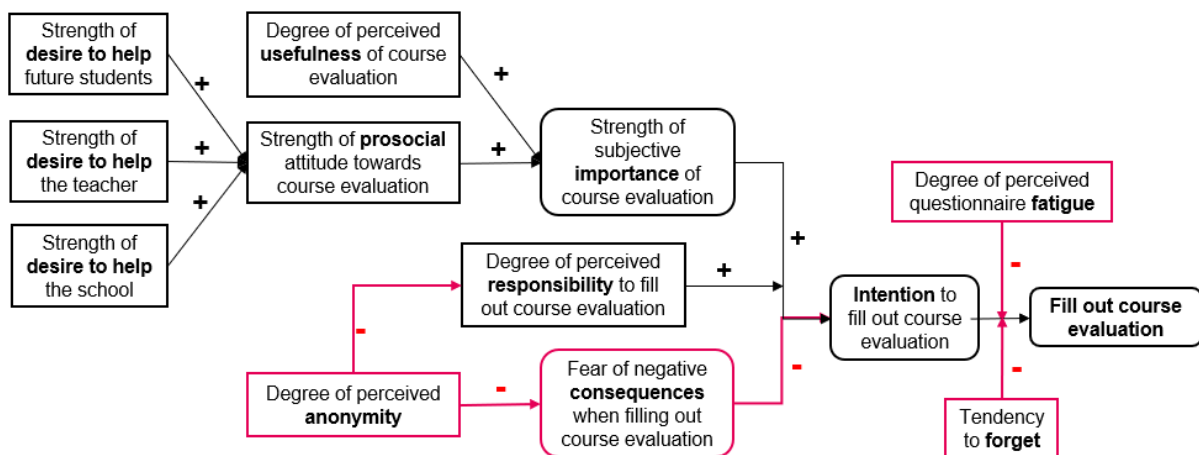 Strength of
desire to help
future students
+
Degree of perceived
usefulness of course
evaluation
+
Strength of
desire to help
the teacher
+
Strength of prosocial
attitude towards
course evaluation
+
Strength of
subjective
importance of
course evaluation
Degree of perceived
questionnaire fatigue
+
Strength of
desire to help
the school
+
Degree of perceived
responsibility to fill
out course evaluation
+
-
Intention to
fill out course
evaluation
Fill out course
evaluation
-
Degree of perceived
anonymity
-
Fear of negative
consequences
when filling out
course evaluation
-
-
Tendency
to forget